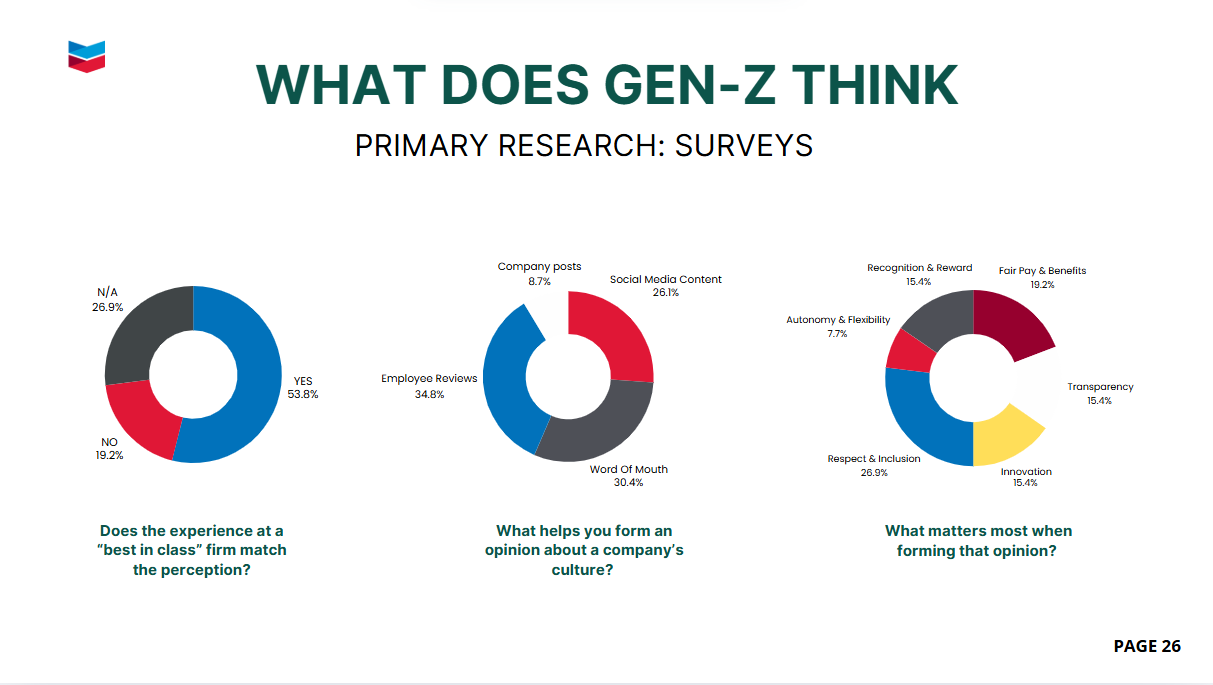 WHAT DOES GEN-Z THINK
PRIMARY RESEARCH: SURVEYS
N/A
26.9%
YES
53.8%
NO
19.2%
Does the experience at a
“best in class” firm match
the perception?
Company posts
8.7%
Social Media Content
26.1%
Employee Reviews
34.8%
Word Of Mouth
30.4%
What helps you form an
opinion about a company’s
culture?
Recognition & Reward
15.4%
Fair Pay & Benefits
19.2%
Autonomy & Flexibility
7.7%
Transparency
15.4%
Respect & Inclusion
26.9%
Innovation
15.4%
What matters most when
forming that opinion?
PAGE 26